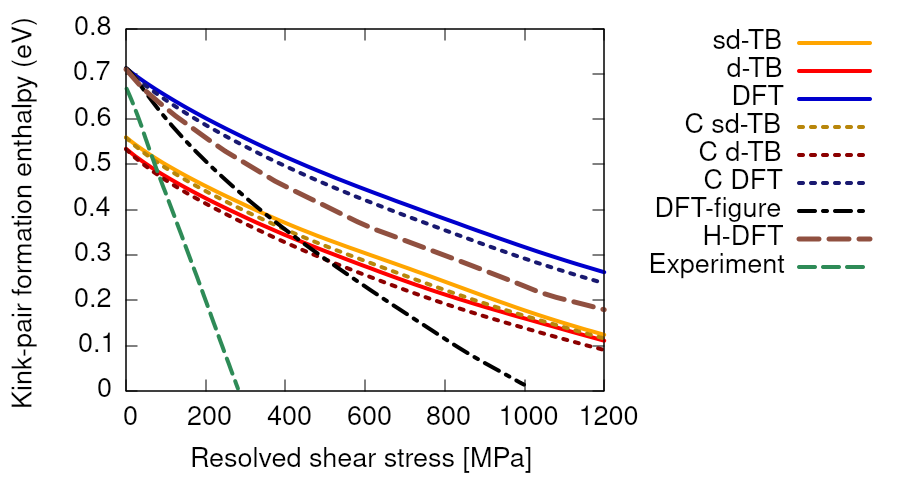 Kink-pair formation enthalpy (eV)
0.8
0.7
0.6
0.5
0.4
0.3
0.2
0.1
0
0 200 400 600 800 1000 1200
Resolved shear stress [MPa]
sd-TB
d-TB
DFT
C sd-TB
C d-TB
C DFT
DFT-figure
H-DFT
Experiment